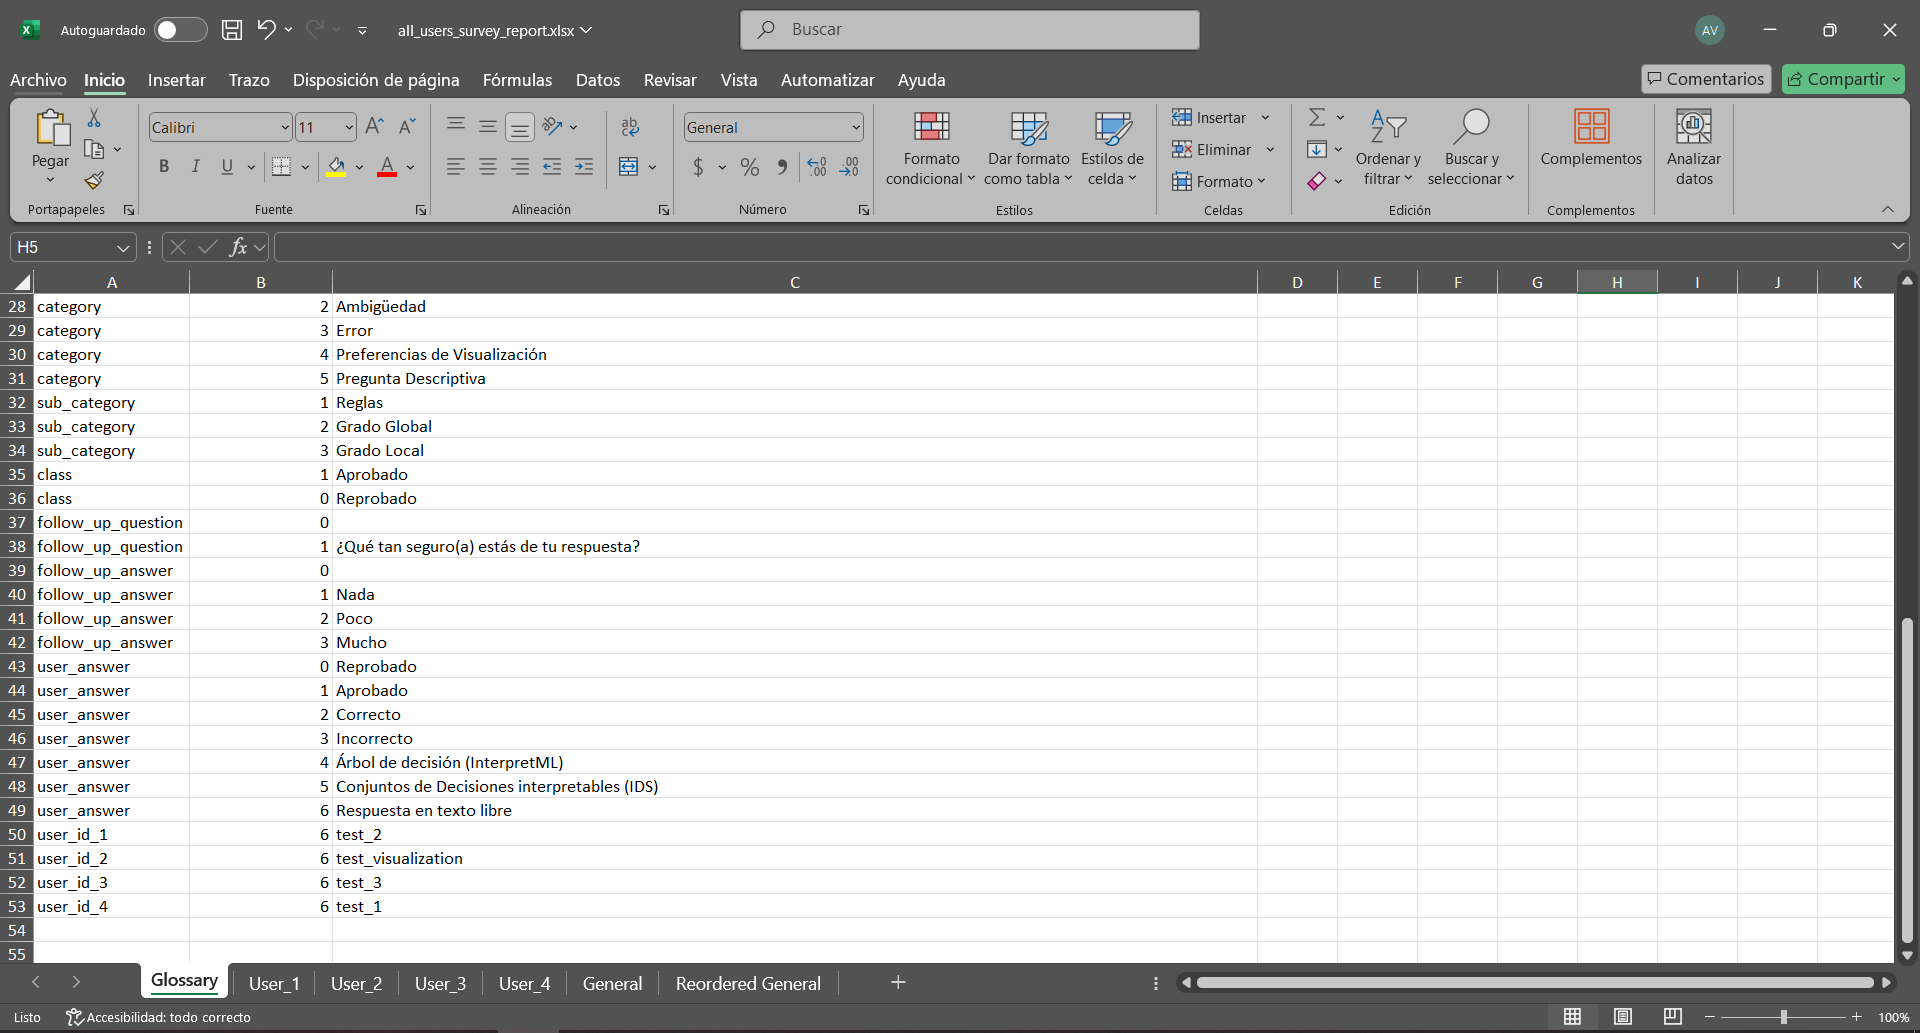 Autoguardado
all_users_survey_report.xlsx
Buscar
AV
Archivo Inicio Insertar Trazo Disposición de página Fórmulas Datos Revisar Vista Automatizar Ayuda
Comentarios Compartir
Pegar
Portapapeles
Calibri 11
N K S
Fuente
ab
Alineación
General
$ %
Número
Formato condicional
Dar formato como tabla
Estilos de celda
Estilos
Insertar
Eliminar
Formato
Celdas
Ordenar y filtrar
Buscar y seleccionar
Edición
Complementos
Complementos
Analizar datos
H5 fx
A B C D E F G H I J K
28 category 2 Ambigüedad
29 category 3 Error
30 category 4 Preferencias de Visualización
31 category 5 Pregunta Descriptiva
32 sub_category 1 Reglas
33 sub_category 2 Grado Global
34 sub_category 3 Grado Local
35 class 1 Aprobado
36 class 0 Reprobado
37 follow_up_question 0
38 follow_up_question 1 ¿Qué tan seguro(a) estás de tu respuesta?
39 follow_up_answer 0
40 follow_up_answer 1 Nada
41 follow_up_answer 2 Poco
42 follow_up_answer 3 Mucho
43 user_answer 0 Reprobado
44 user_answer 1 Aprobado
45 user_answer 2 Correcto
46 user_answer 3 Incorrecto
47 user_answer 4 Árbol de decisión (InterpretML)
48 user_answer 5 Conjuntos de Decisiones interpretables (IDS)
49 user_answer 6 Respuesta en texto libre
50 user_id_1 6 test_2
51 user_id_2 6 test_visualization
52 user_id_3 6 test_3
53 user_id_4 6 test_1
54
55
Glossary User_1 User_2 User_3 User_4 General Reordered General
Listo Accesibilidad: todo correcto 100%